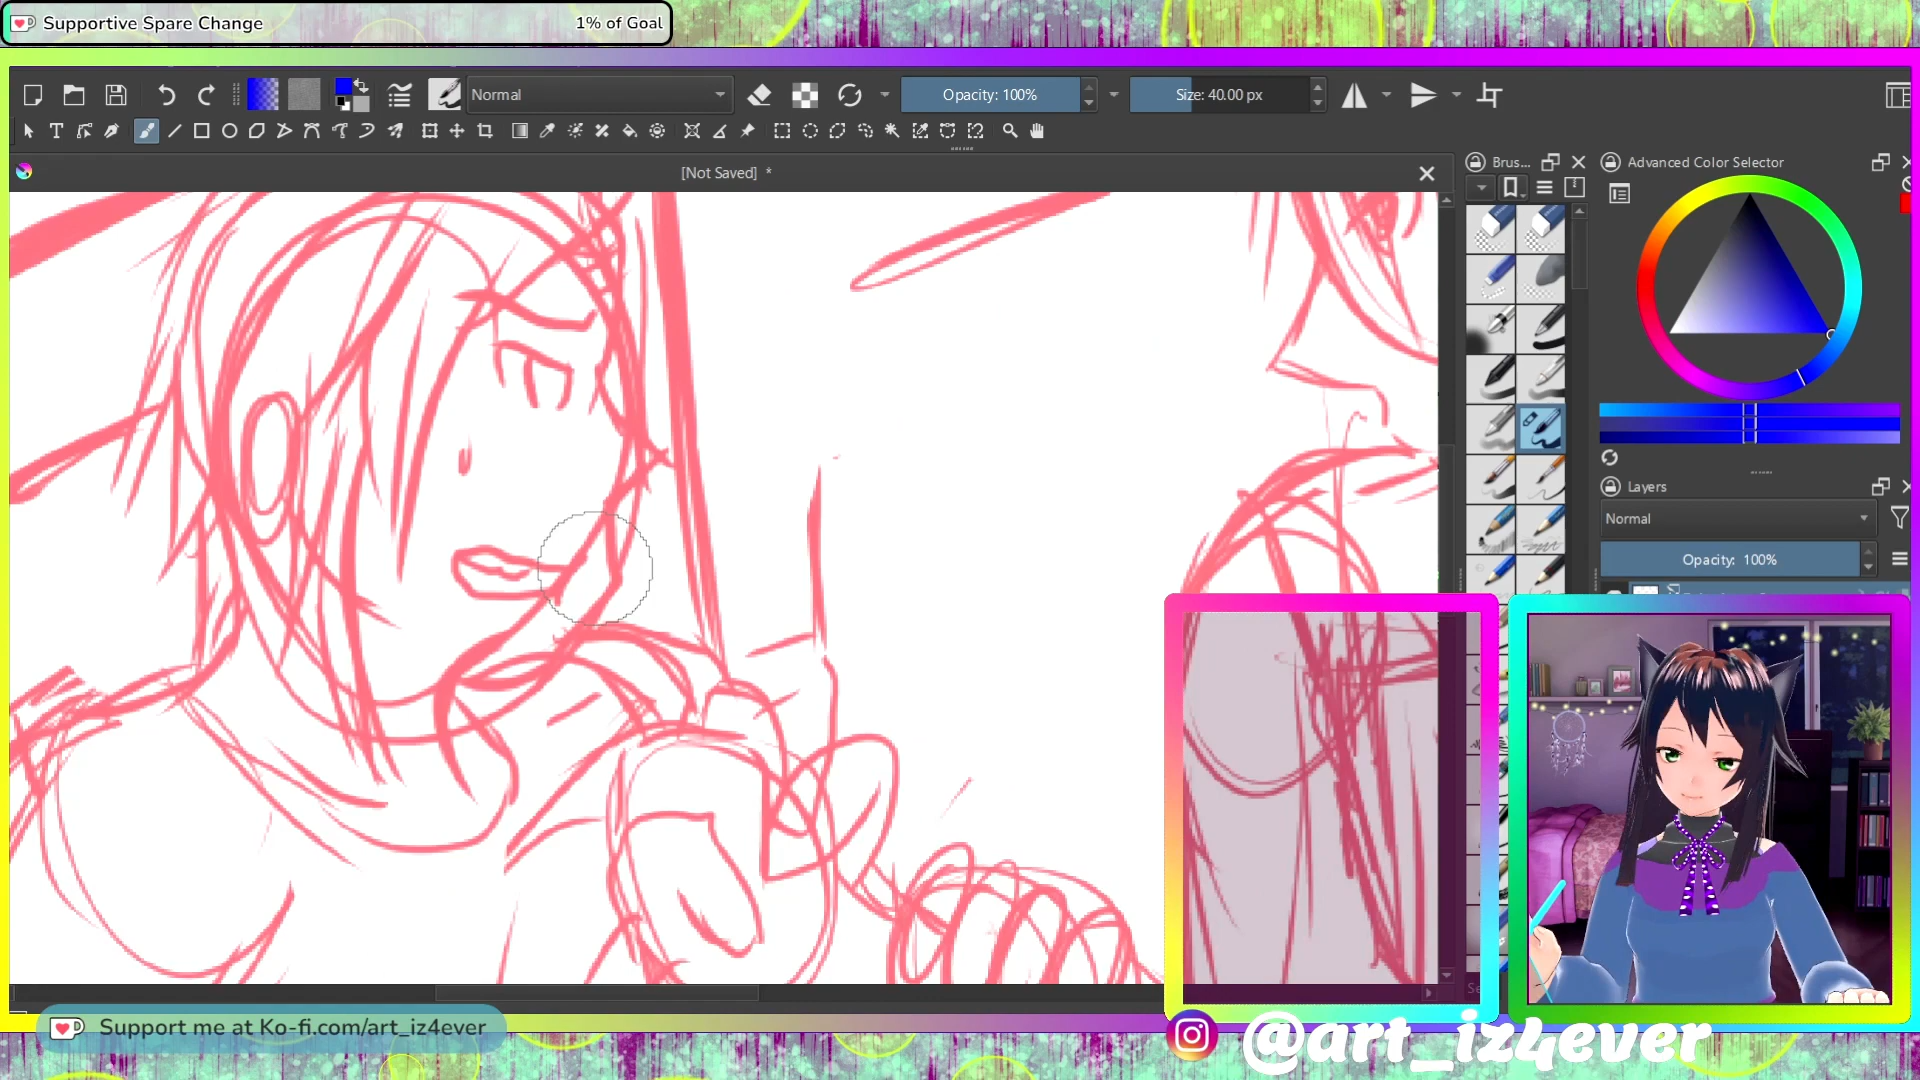 Supportive Spare Change
1% of Goal
Normal
Opacity: 100%
Size: 40.00 px
[Not Saved] *
Brus...
Advanced Color Selector
Layers
Normal
Opacity: 100%
Support me at Ko-fi.com/art_iz4ever
@art_iz4ever